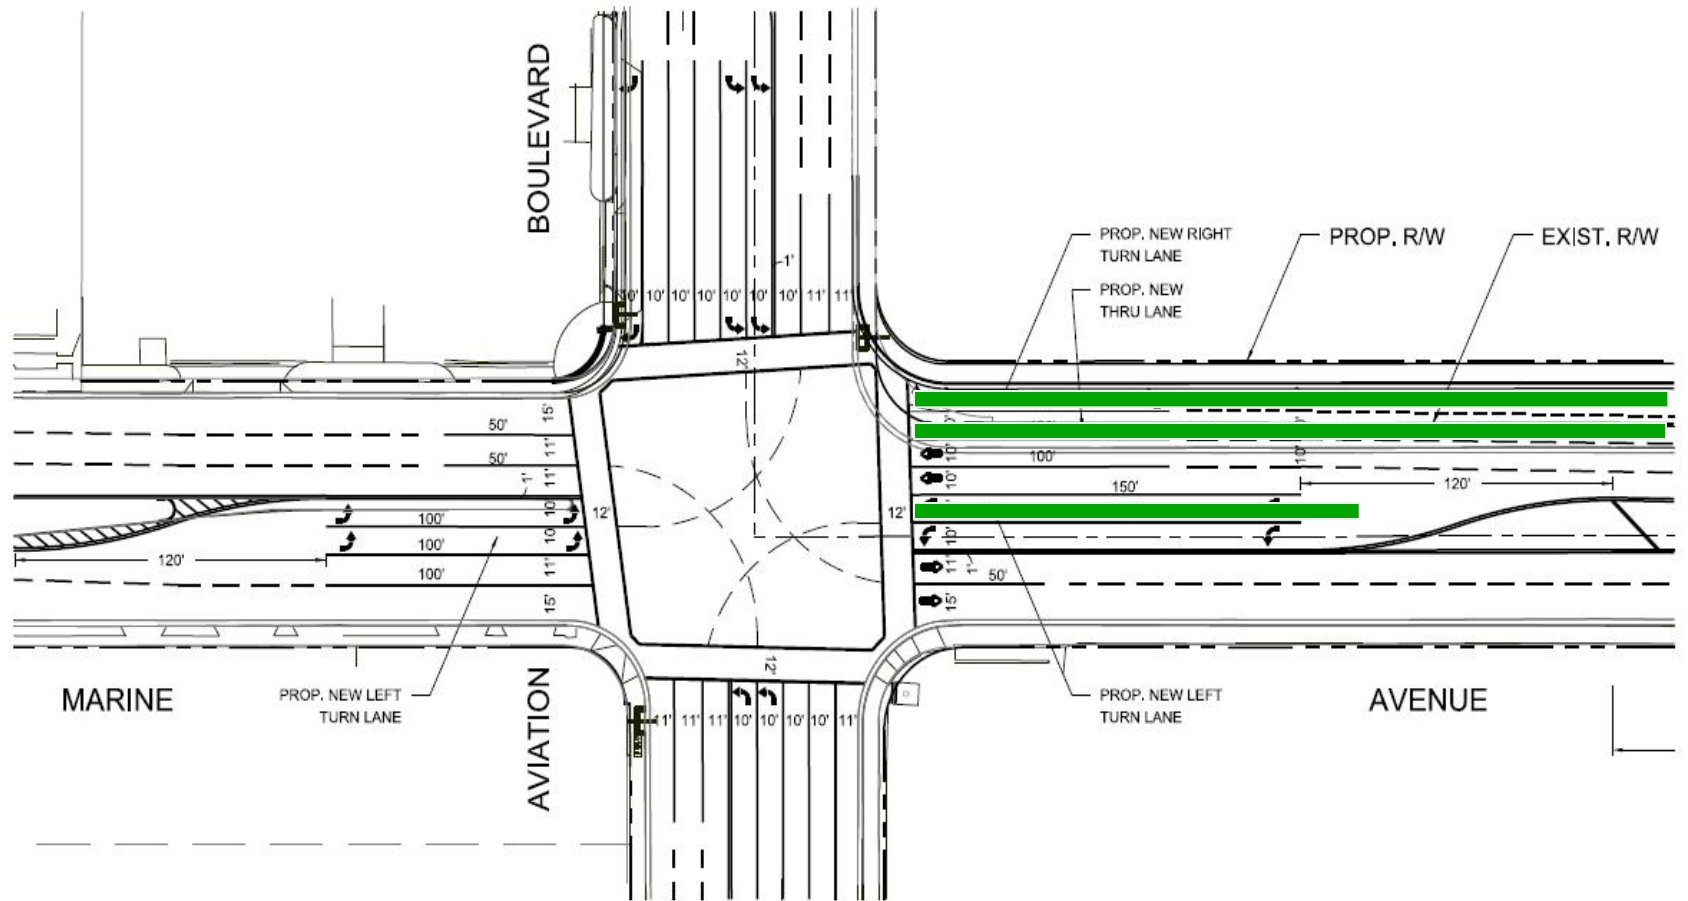 BOULEVARD
1'
10' 10' 10' 10' 10' 10' 10' 11' 11'
PROP. NEW RIGHT
TURN LANE
PROP. R/W
EXIST. R/W
PROP. NEW
THRU LANE
12'
50'
15'
50'
11'
11'
1'
10'
10'
11'
15'
100'
100'
100'
120'
12'
12'
100'
10'
10'
10'
150'
120'
10'
11'
1'
50'
15'
12'
MARINE
PROP. NEW LEFT
TURN LANE
AVIATION
11' 11' 11' 10' 10' 10' 10' 11'
PROP. NEW LEFT
TURN LANE
AVENUE